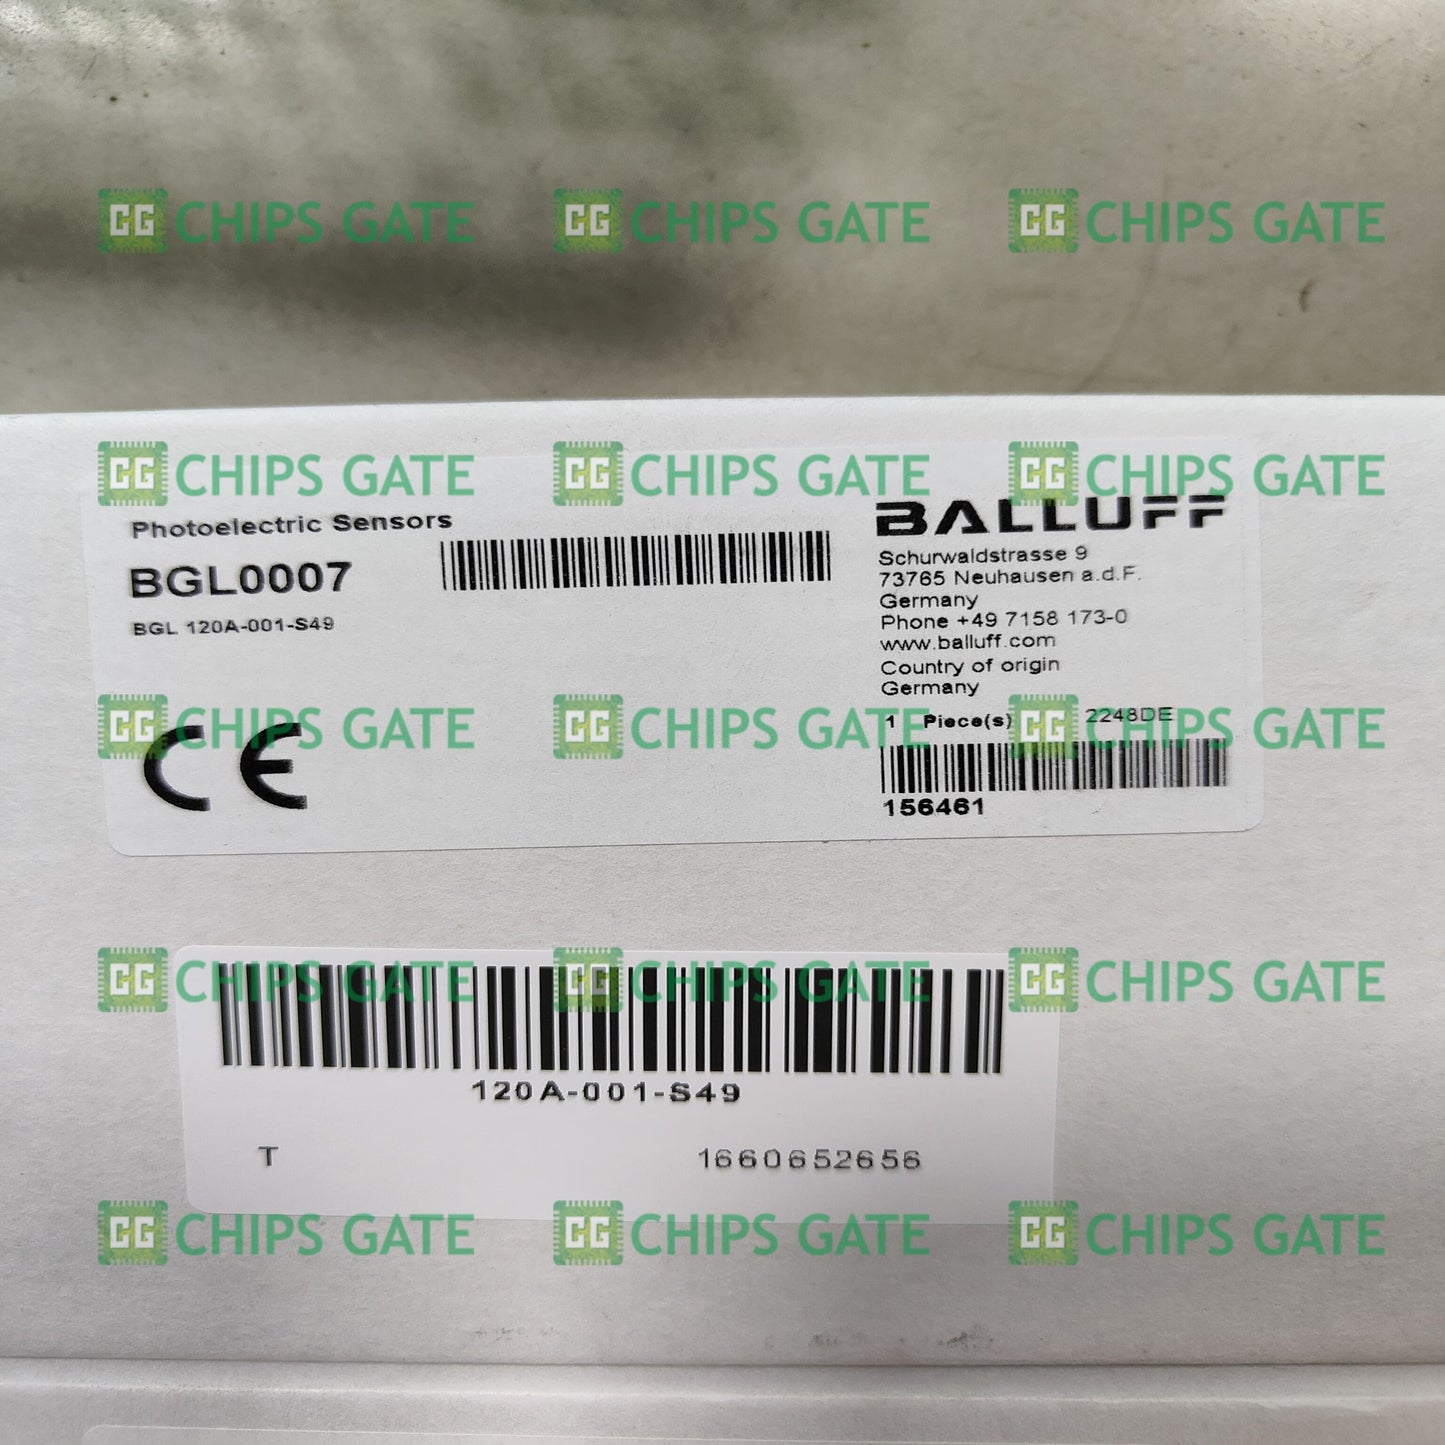 CG CHIPS GATE CG CHIPS GATE CG CHIPS GATE
CG CHIPS GATE CG CHIPS GATE CG CHIPS GATE
Photoelectric Sensors
BGL0007
BGL 120A-001-S49
CE
BALLUFF
Schurwaldstrasse 9
73765 Neuhausen a.d.F.
Germany
Phone +49 7158 173-0
www.balluff.com
Country of origin
Germany
1 Piece(s) 2248DE
156461
CG CHIPS GATE CG CHIPS GATE CG CHIPS GATE
CG CHIPS GATE CG CHIPS GATE CG CHIPS GATE
120A-001-S49
T 1660652656
CG CHIPS GATE CG CHIPS GATE CG CHIPS GATE